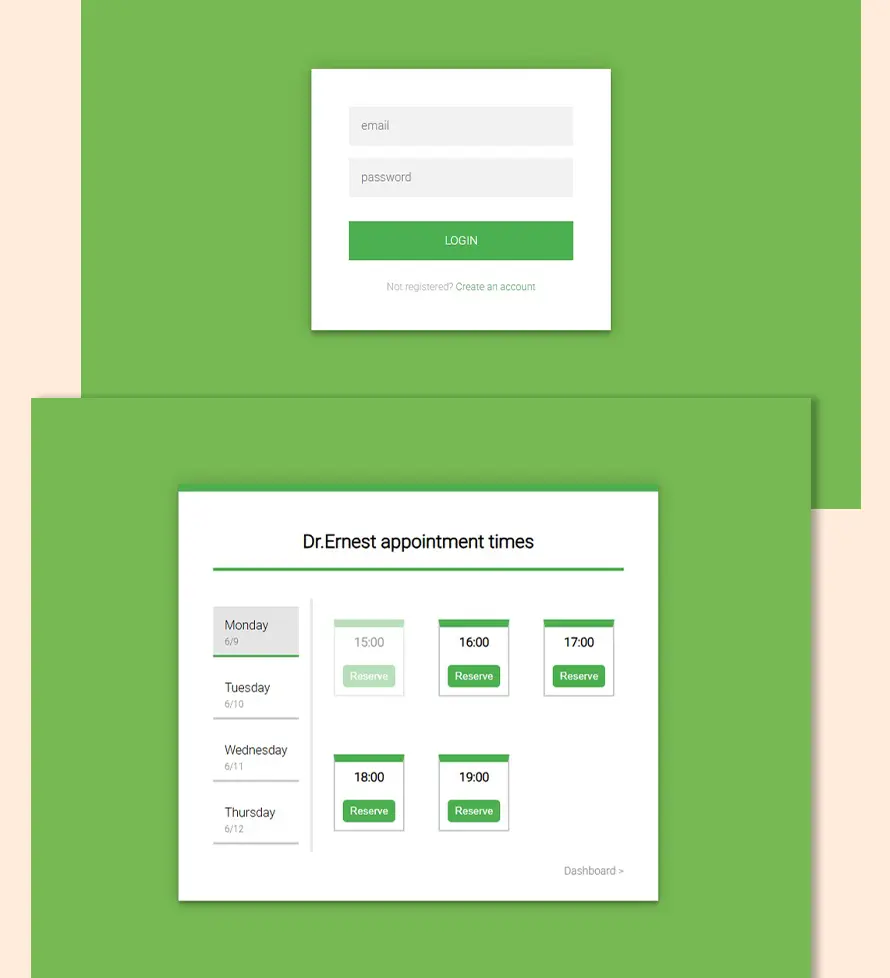 email
password
LOGIN
Not registered? Create an account
Dr.Ernest appointment times
Monday
6/9
Tuesday
6/10
Wednesday
6/11
Thursday
6/12
15:00
Reserve
16:00
Reserve
17:00
Reserve
18:00
Reserve
19:00
Reserve
Dashboard >